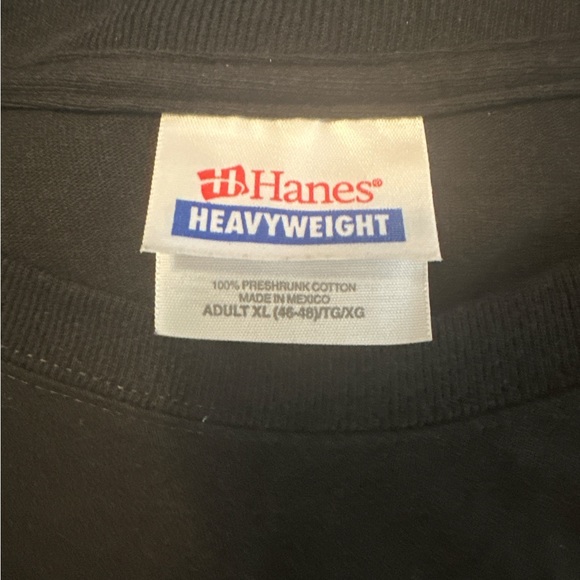 Hanes®
HEAVYWEIGHT
100% PRESHRUNK COTTON
MADE IN MEXICO
ADULT XL (46-48)/TG/XG